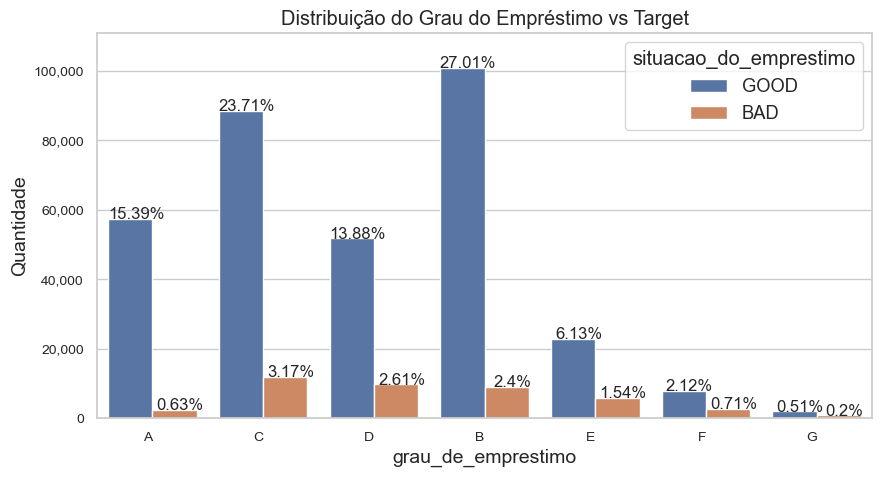 Distribuição do Grau do Empréstimo vs Target
situacao_do_emprestimo
GOOD
BAD
Quantidade
100,000
80,000
60,000
40,000
20,000
0
15.39%
0.63%
23.71%
3.17%
13.88%
2.61%
27.01%
2.4%
6.13%
1.54%
2.12%
0.71%
0.51%
0.2%
A C D B E F G
grau_de_emprestimo